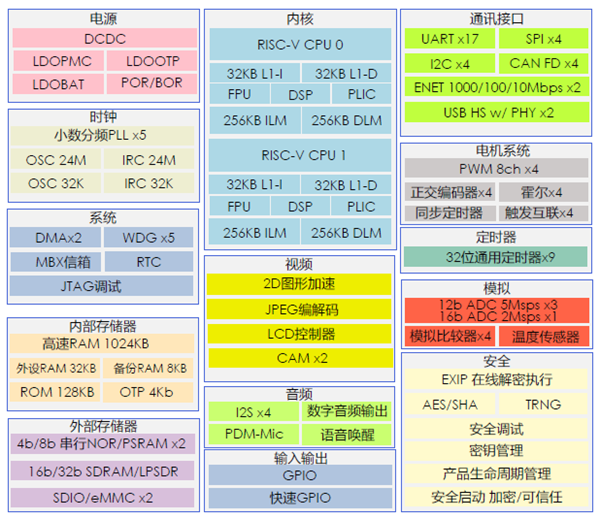 电源
DCDC
LDOPMC LDOOTP
LDOBAT POR/BOR
时钟
小数分频PLL x5
OSC 24M IRC 24M
OSC 32K IRC 32K
系统
DMAx2 WDG x5
MBX信箱 RTC
JTAG调试
内部存储器
高速RAM 1024KB
外设RAM 32KB 备份RAM 8KB
ROM 128KB OTP 4Kb
外部存储器
4b/8b 串行NOR/PSRAM x2
16b/32b SDRAM/LPSDR
SDIO/eMMC x2
内核
RISC-V CPU 0
32KB L1-I 32KB L1-D
FPU DSP PLIC
256KB ILM 256KB DLM
RISC-V CPU 1
32KB L1-I 32KB L1-D
FPU DSP PLIC
256KB ILM 256KB DLM
视频
2D图形加速
JPEG编解码
LCD控制器
CAM x2
音频
I2S x4 数字音频输出
PDM-Mic 语音唤醒
输入输出
GPIO
快速GPIO
通讯接口
UART x17 SPI x4
I2C x4 CAN FD x4
ENET 1000/100/10Mbps x2
USB HS w/ PHY x2
电机系统
PWM 8ch x4
正交编码器x4 霍尔x4
同步定时器 触发互联x4
定时器
32位通用定时器x9
模拟
12b ADC 5Msps x3
16b ADC 2Msps x1
模拟比较器x4 温度传感器
安全
EXIP 在线解密执行
AES/SHA TRNG
安全调试
密钥管理
产品生命周期管理
安全启动 加密/可信任